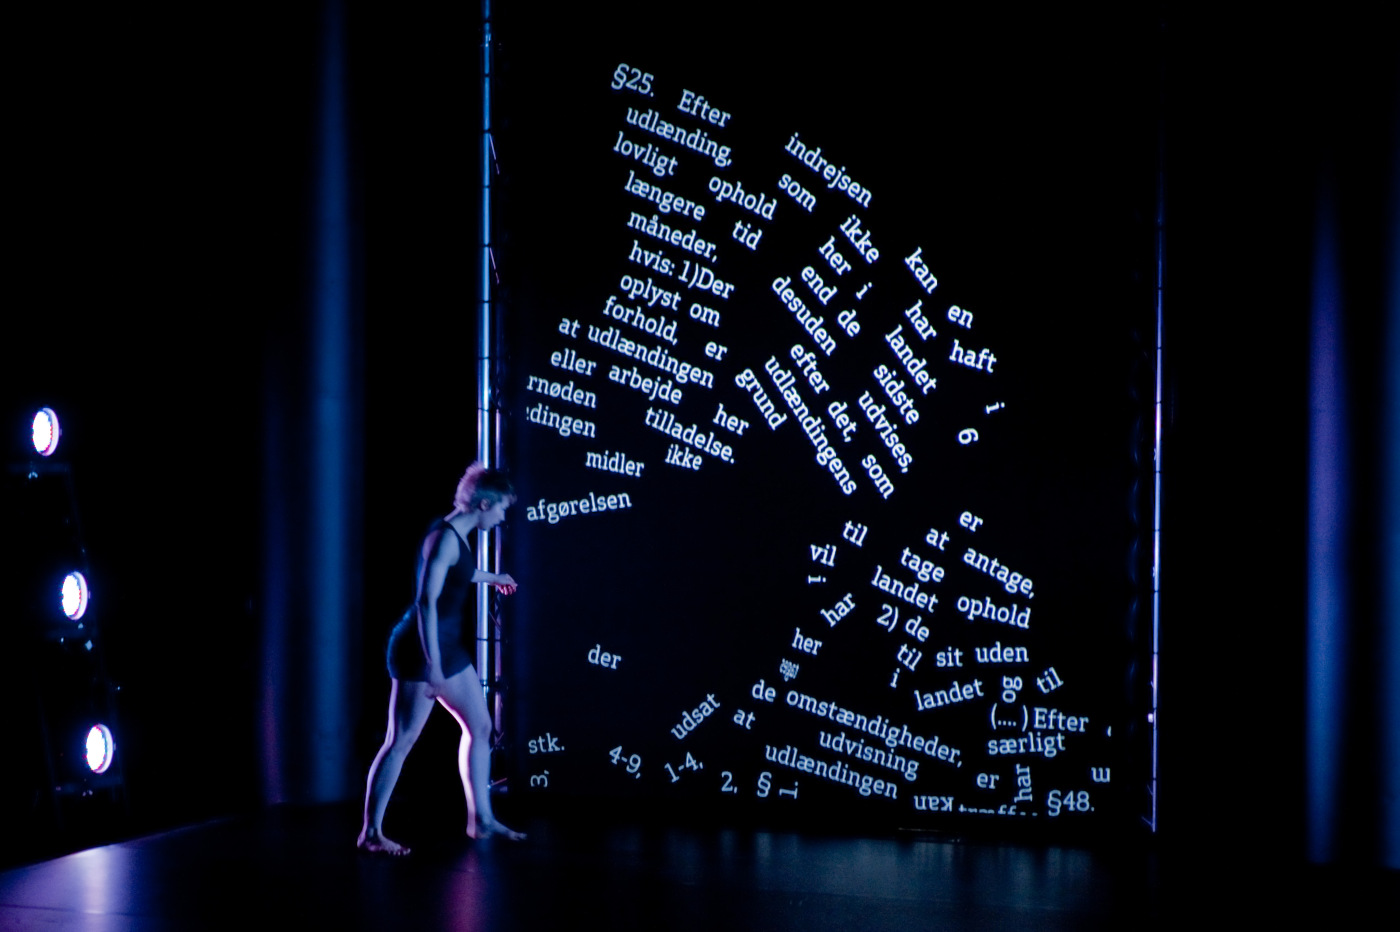 §25. Efter indrejsen kan en
udlænding, som ikke har haft
lovligt ophold her i landet i
længere tid end de sidste 6
måneder, desuden udvises,
hvis: 1)Der efter det, som er
oplyst om udlændingens at antage,
forhold, er grund til tage ophold
at udlændingen vil landet
eller arbejde her i 2) de
rnøden tilladelse. har til sit uden
dingen ikke her i landet og til
midler
(....)Efter
afgørelsen de omstændigheder, særligt
der udsat at udvisning er har
stk. 4-9, 1-4, udlændingen §48.
3, 2, § 1. kan